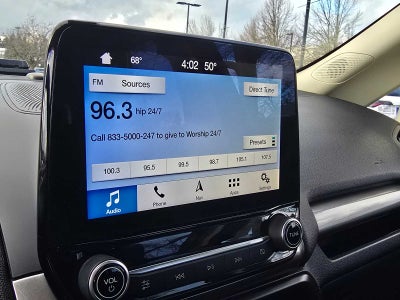 68°
4:02 50°
FM Sources Direct Tune
96.3 hip 24/7
Call 833-5000-247 to give to Worship 24/7
Presets
100.3 95.5 99.5 98.7 105.1 107.5
Audio Phone Nav Apps Settings
VOL TUNE